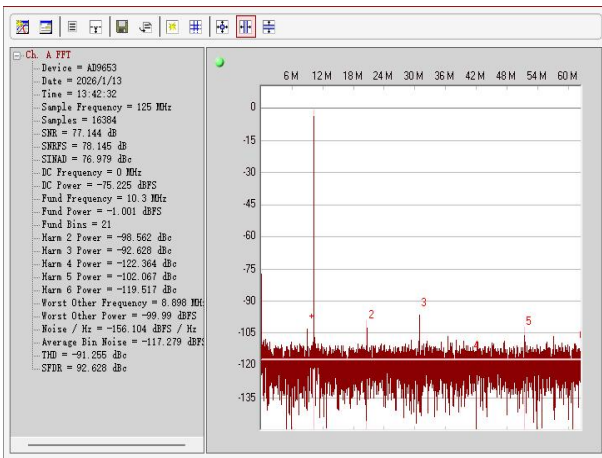 Ch. A FFT
Device = AD9653
Date = 2026/1/13
Time = 13:42:32
Sample Frequency = 125 MHz
Samples = 16384
SNR = 77.144 dB
SNRFS = 78.145 dB
SINAD = 76.979 dBc
DC Frequency = 0 MHz
DC Power = -75.225 dBFS
Fund Frequency = 10.3 MHz
Fund Power = -1.001 dBFS
Fund Bins = 21
Harm 2 Power = -98.562 dBc
Harm 3 Power = -92.628 dBc
Harm 4 Power = -122.364 dBc
Harm 5 Power = -102.067 dBc
Harm 6 Power = -119.517 dBc
Worst Other Frequency = 8.898 MH
Worst Other Power = -99.99 dBFS
Noise / Hz = -156.104 dBFS / Hz
Average Bin Noise = -117.279 dBFS
THD = -91.255 dBc
SFDR = 92.628 dBc
6 M 12 M 18 M 24 M 30 M 36 M 42 M 48 M 54 M 60 M
0
-15
-30
-45
-60
-75
-90
-105
-120
-135
+
2
3
4
5